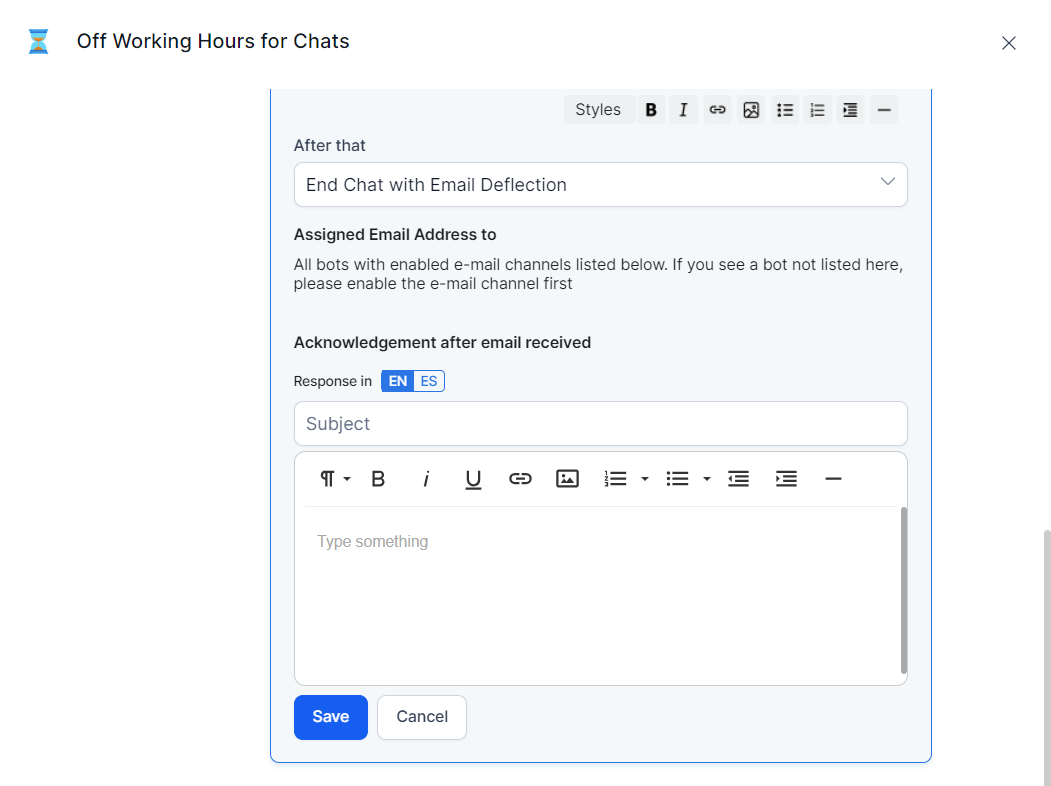 Off Working Hours for Chats
Styles B I
After that
End Chat with Email Deflection
Assigned Email Address to
All bots with enabled e-mail channels listed below. If you see a bot not listed here,
please enable the e-mail channel first
Acknowledgement after email received
Response in EN ES
Subject
¶ B i U
Type something
Save Cancel